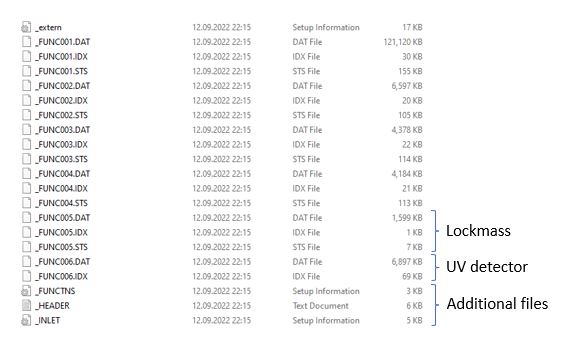 _extern 12.09.2022 22:15 Setup Information 17 KB
_FUNC001.DAT 12.09.2022 22:15 DAT File 121,120 KB
_FUNC001.IDX 12.09.2022 22:15 IDX File 30 KB
_FUNC001.STS 12.09.2022 22:15 STS File 155 KB
_FUNC002.DAT 12.09.2022 22:15 DAT File 6,597 KB
_FUNC002.IDX 12.09.2022 22:15 IDX File 20 KB
_FUNC002.STS 12.09.2022 22:15 STS File 105 KB
_FUNC003.DAT 12.09.2022 22:15 DAT File 4,378 KB
_FUNC003.IDX 12.09.2022 22:15 IDX File 22 KB
_FUNC003.STS 12.09.2022 22:15 STS File 114 KB
_FUNC004.DAT 12.09.2022 22:15 DAT File 4,184 KB
_FUNC004.IDX 12.09.2022 22:15 IDX File 21 KB
_FUNC004.STS 12.09.2022 22:15 STS File 113 KB
_FUNC005.DAT 12.09.2022 22:15 DAT File 1,599 KB
_FUNC005.IDX 12.09.2022 22:15 IDX File 1 KB
Lockmass
_FUNC005.STS 12.09.2022 22:15 STS File 7 KB
_FUNC006.DAT 12.09.2022 22:15 DAT File 6,897 KB
UV detector
_FUNC006.IDX 12.09.2022 22:15 IDX File 69 KB
_FUNCTNS 12.09.2022 22:15 Setup Information 3 KB
_HEADER 12.09.2022 22:15 Text Document 6 KB
Additional files
_INLET 12.09.2022 22:15 Setup Information 5 KB